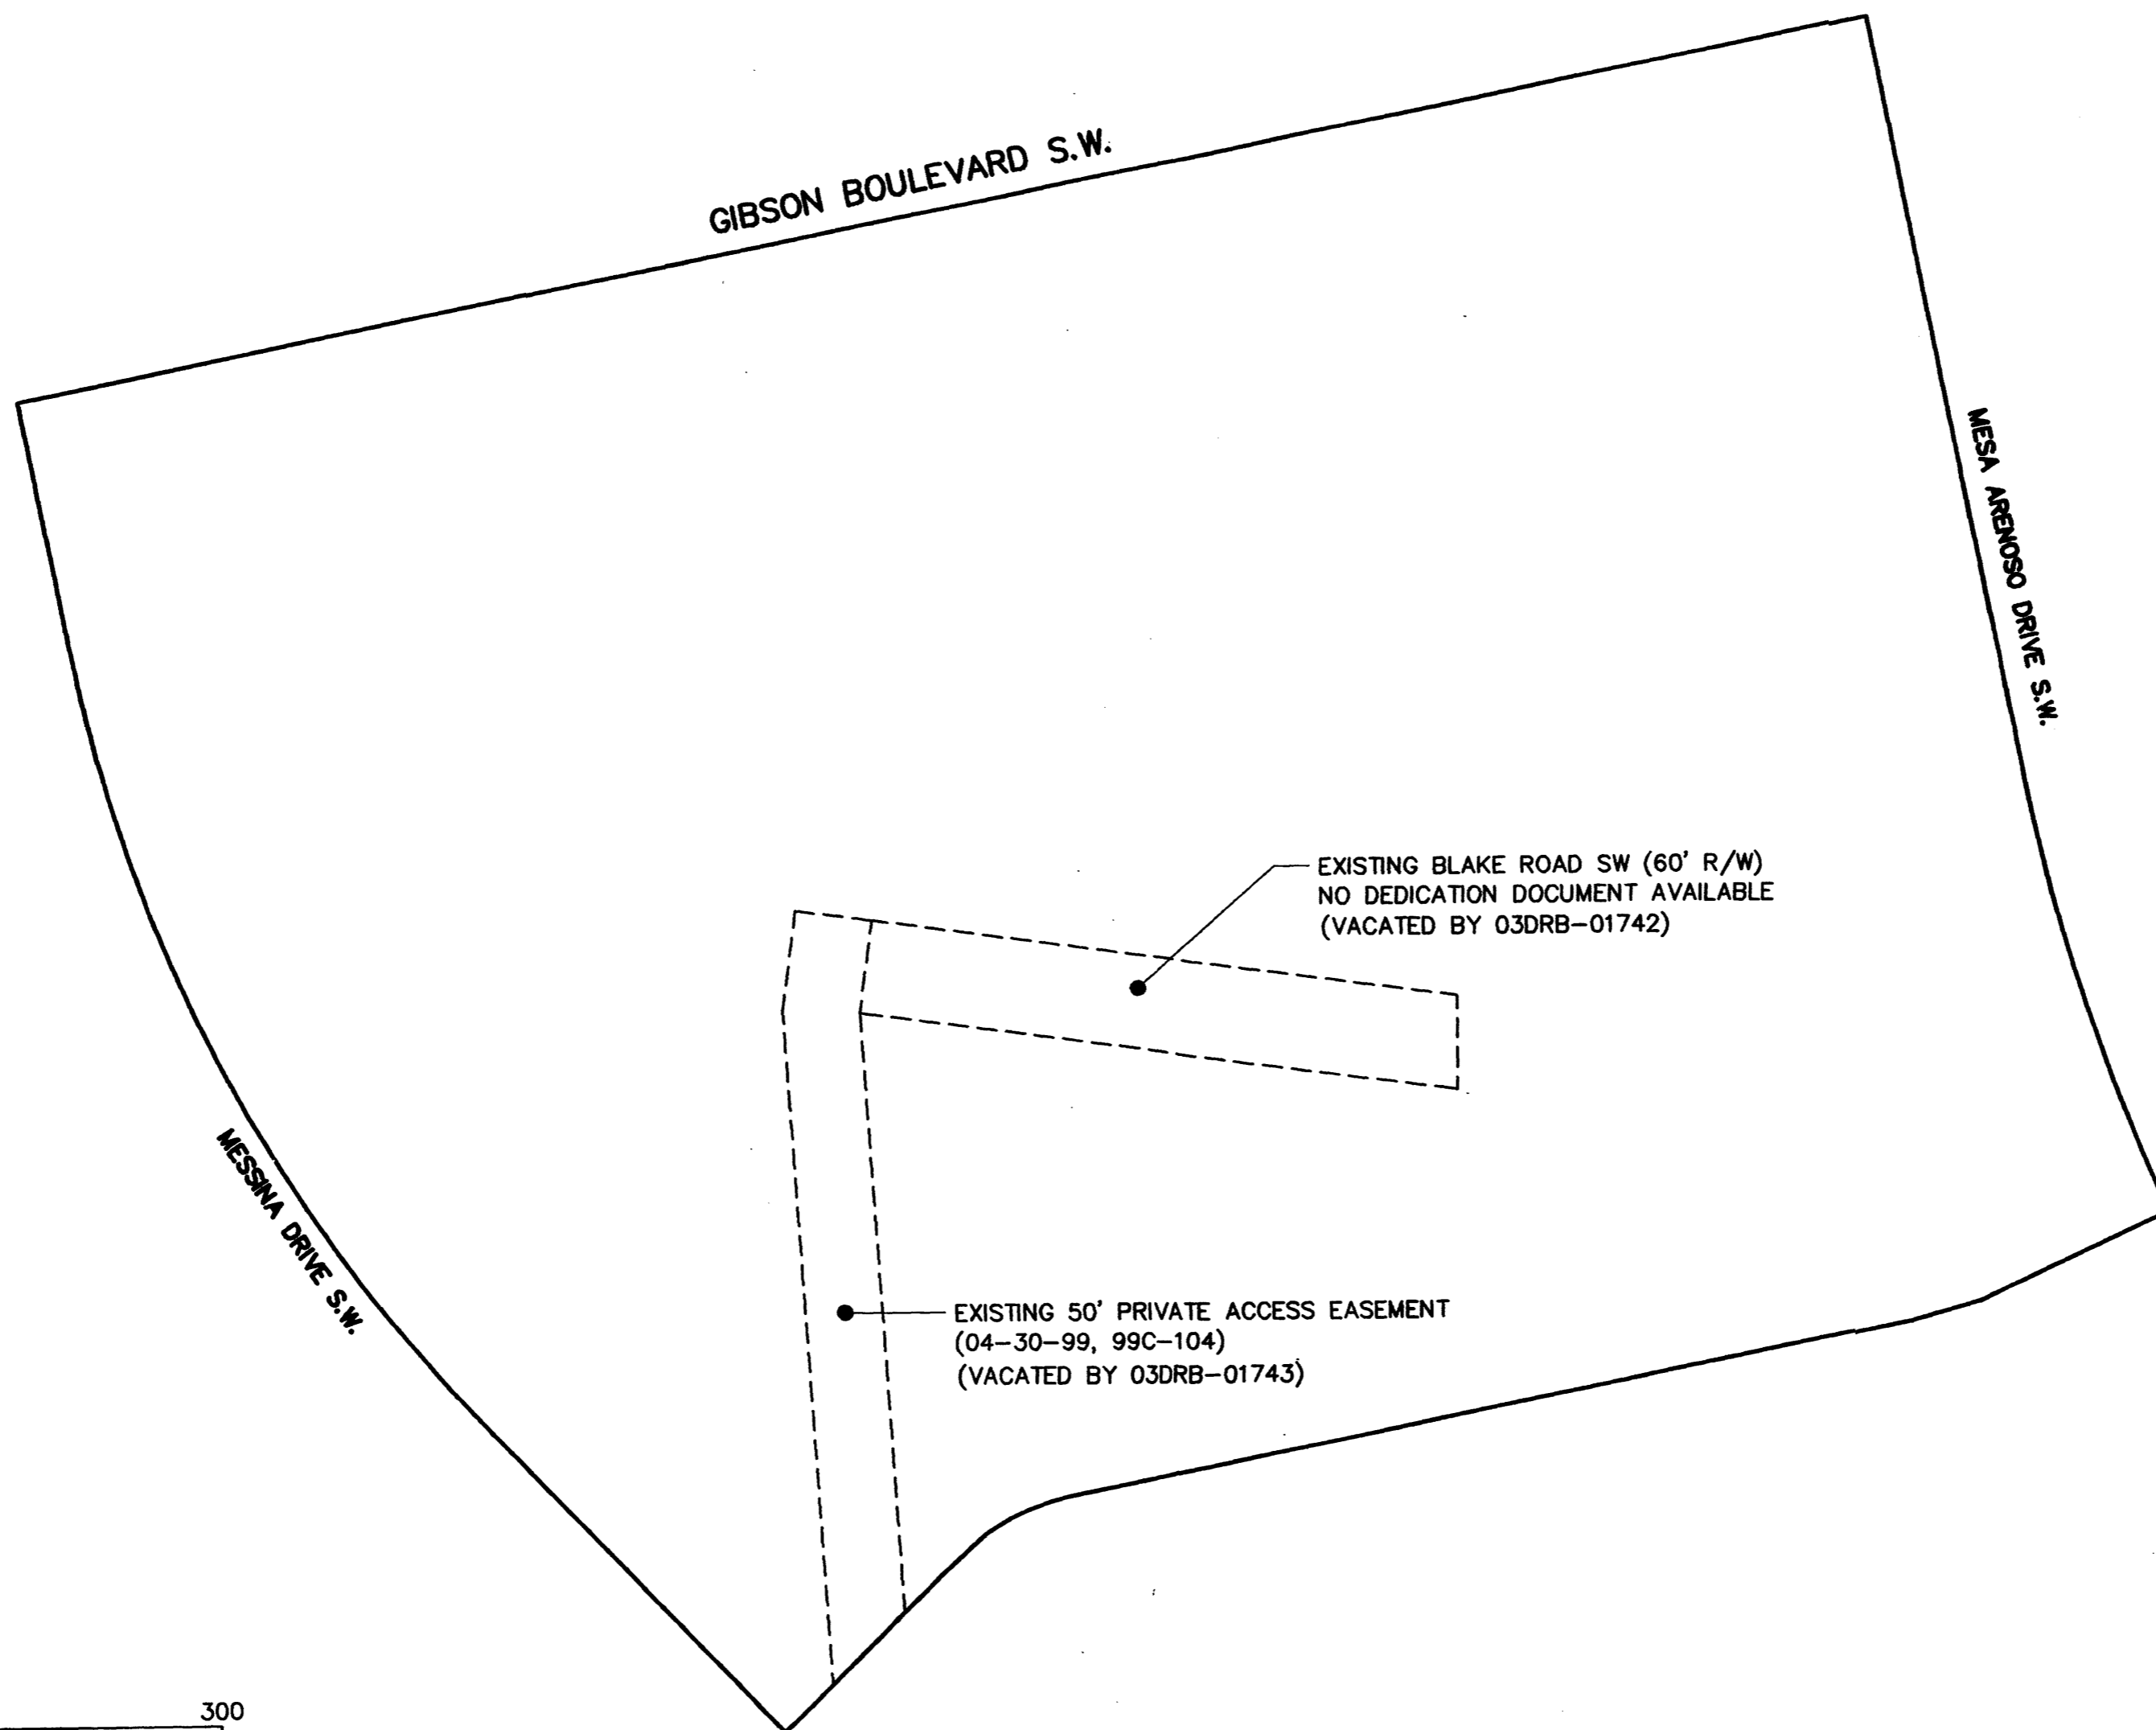 GIBSON BOULEVARD S.W.
MESA ARENOSO DRIVE S.W.
EXISTING BLAKE ROAD SW (60' R/W)
NO DEDICATION DOCUMENT AVAILABLE
(VACATED BY 03DRB-01742)
MESSINA DRIVE S.W.
EXISTING 50' PRIVATE ACCESS EASEMENT
(04-30-99, 99C-104)
(VACATED BY 03DRB-01743)
300